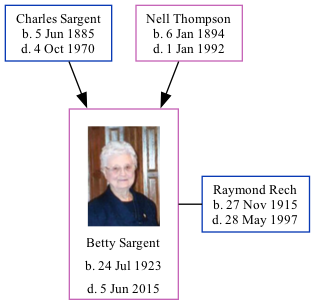 Charles Sargent
b. 5 Jun 1885
d. 4 Oct 1970
Nell Thompson
b. 6 Jan 1894
d. 1 Jan 1992
Betty Sargent
b. 24 Jul 1923
d. 5 Jun 2015
Raymond Rech
b. 27 Nov 1915
d. 28 May 1997